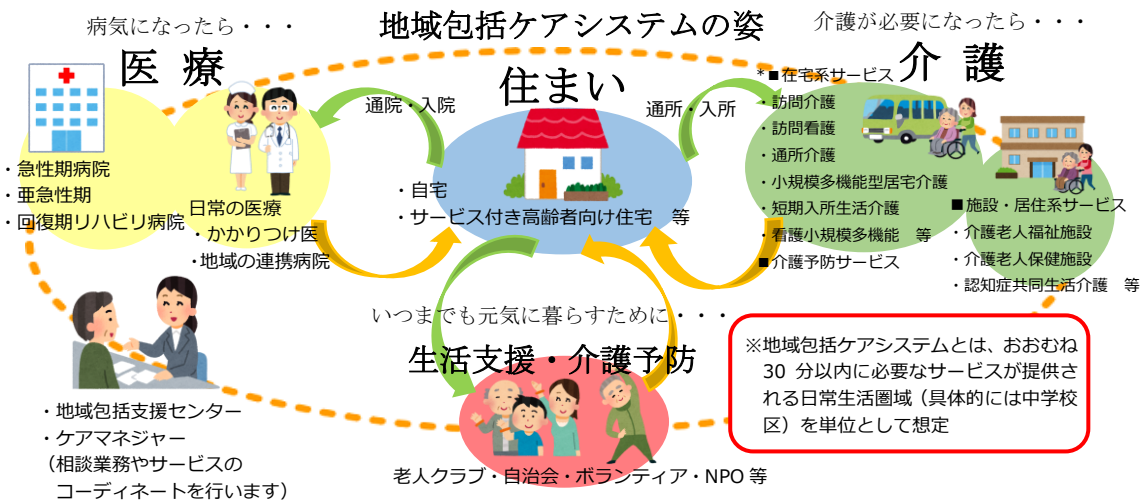 地域包括ケアシステムの姿
病気になったら・・・
医 療
・急性期病院
・亜急性期
・回復期リハビリ病院
日常の医療
・かかりつけ医
・地域の連携病院
通院・入院
住まい
・自宅
・サービス付き高齢者向け住宅　等
通所・入所
介護が必要になったら・・・
介 護
*■在宅系サービス
・訪問介護
・訪問看護
・通所介護
・小規模多機能型居宅介護
・短期入所生活介護
・看護小規模多機能　等
■介護予防サービス
■施設・居住系サービス
・介護老人福祉施設
・介護老人保健施設
・認知症共同生活介護　等
いつまでも元気に暮らすために・・・
生活支援・介護予防
老人クラブ・自治会・ボランティア・NPO 等
・地域包括支援センター
・ケアマネジャー
（相談業務やサービスの
コーディネートを行います）
※地域包括ケアシステムとは、おおむね
30 分以内に必要なサービスが提供さ
れる日常生活圏域（具体的には中学校
区）を単位として想定